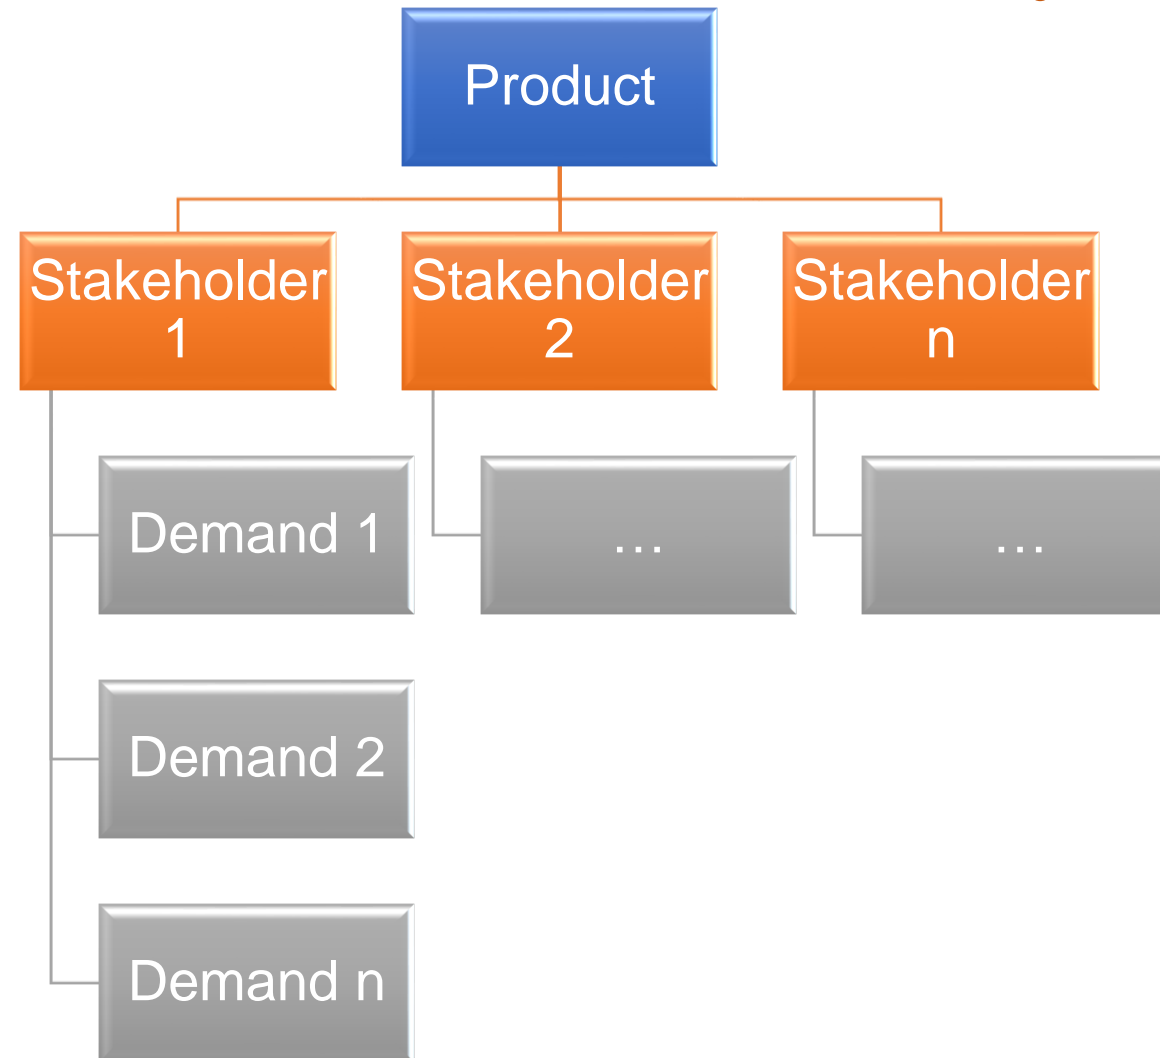 Product
Stakeholder
1
Stakeholder
2
Stakeholder
n
Demand 1
…
…
Demand 2
Demand n